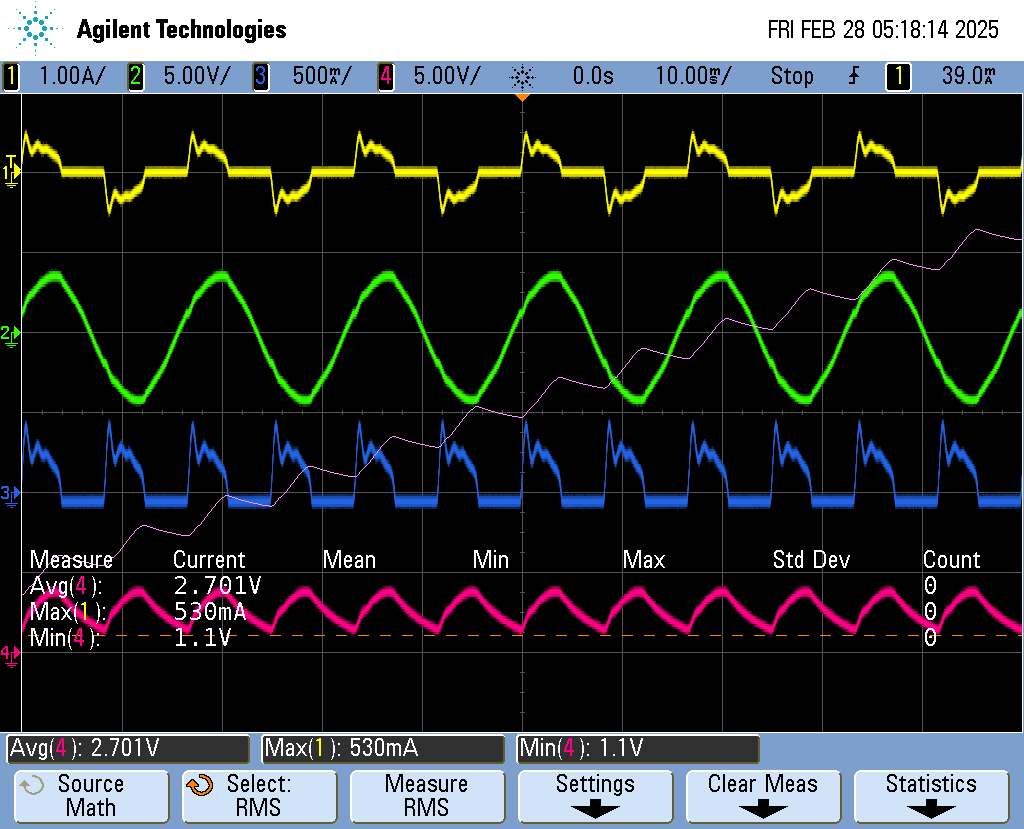 Agilent Technologies FRI FEB 28 05:18:14 2025
1 1.00A/ 2 5.00V/ 3 500mA/ 4 5.00V/ 0.0s 10.00ms/ Stop 1 39.0mA
T
1
2
3
Measure Current Mean Min Max Std Dev Count
Avg(4): 2.701V 0
Max(1): 530mA 0
Min(4): 1.1V 0
4
Avg(4): 2.701V Max(1): 530mA Min(4): 1.1V
Source Select: Measure Settings Clear Meas Statistics
Math RMS RMS